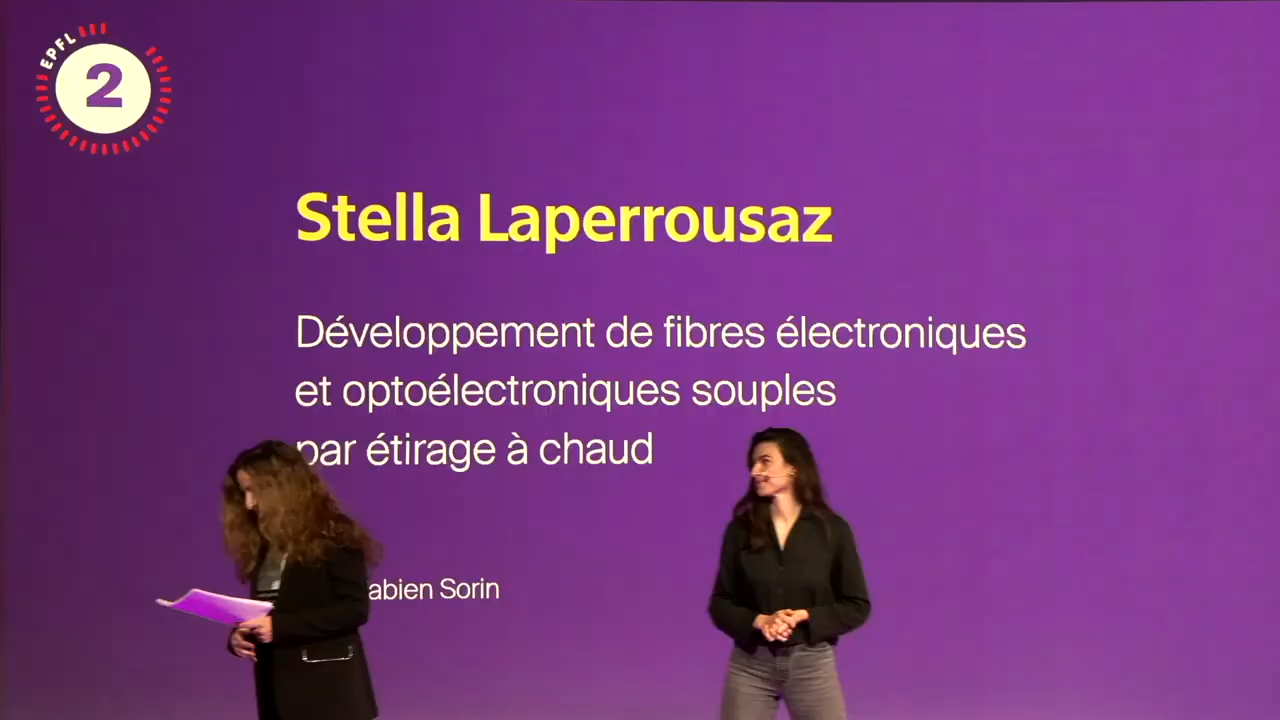 EPFL
2
Stella Laperrousaz
Développement de fibres électroniques
et optoélectroniques souples
par étirage à chaud
abien Sorin